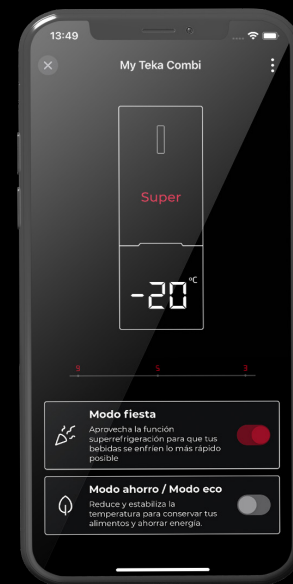 13:49
My Teka Combi
Super
-20°C
8 5 3
Modo fiesta
Aprovecha la función
superrefrigeración para que tus
bebidas se enfríen lo más rápido
posible
Modo ahorro / Modo eco
Reduce y estabiliza la
temperatura para conservar tus
alimentos y ahorrar energía.